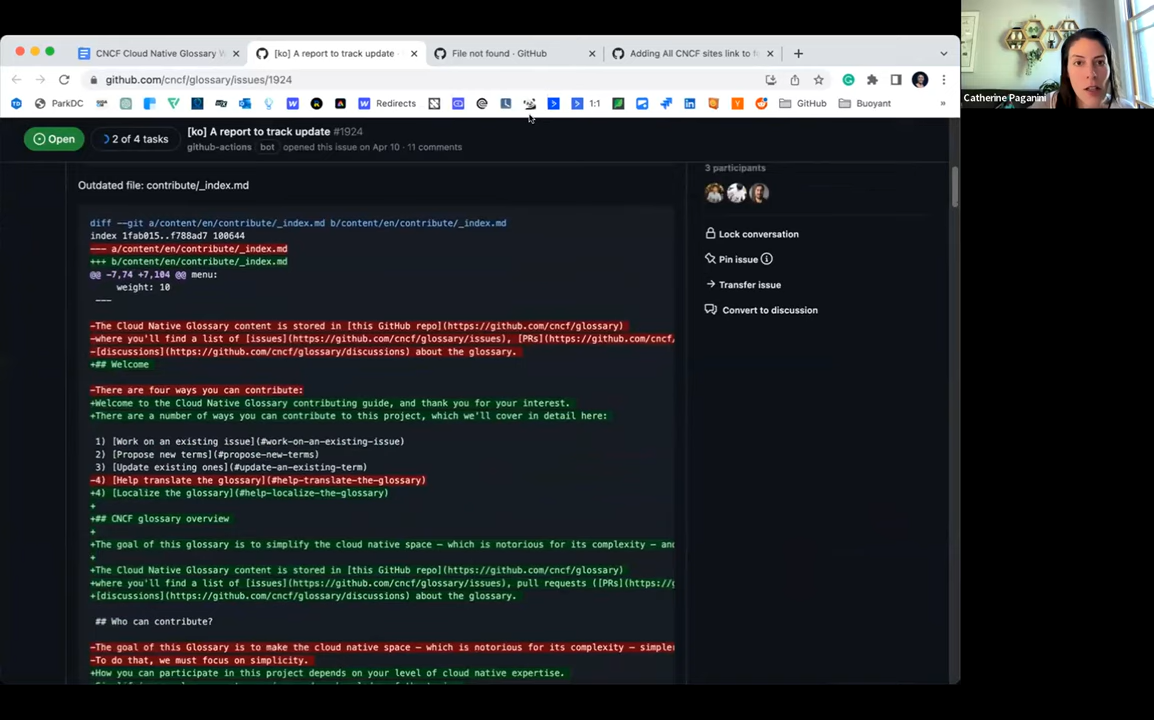 CNCF Cloud Native Glossary W
[ko] A report to track update
File not found · GitHub
Adding All CNCF sites link to
github.com/cncf/glossary/issues/1924
ParkDC
Redirects
1:1
GitHub
Buoyant
»
Catherine Paganini
Open
2 of 4 tasks
[ko] A report to track update #1924
github-actions bot opened this issue on Apr 10 · 11 comments
3 participants
Lock conversation
Pin issue
Transfer issue
Convert to discussion
Outdated file: contribute/_index.md
diff --git a/content/en/contribute/_index.md b/content/en/contribute/_index.md
index 1fab015..f788ad7 100644
--- a/content/en/contribute/_index.md
+++ b/content/en/contribute/_index.md
@@ -7,74 +7,104 @@ menu:
weight: 10
---
-The Cloud Native Glossary content is stored in [this GitHub repo](https://github.com/cncf/glossary)
-where you'll find a list of [issues](https://github.com/cncf/glossary/issues), [PRs](https://github.com/cncf/
-[discussions](https://github.com/cncf/glossary/discussions) about the glossary.
+## Welcome
-There are four ways you can contribute:
+Welcome to the Cloud Native Glossary contributing guide, and thank you for your interest.
+There are a number of ways you can contribute to this project, which we'll cover in detail here:
1) [Work on an existing issue](#work-on-an-existing-issue)
2) [Propose new terms](#propose-new-terms)
3) [Update existing ones](#update-an-existing-term)
-4) [Help translate the glossary](#help-translate-the-glossary)
+4) [Localize the glossary](#help-localize-the-glossary)
+
+## CNCF glossary overview
+
+The goal of this glossary is to simplify the cloud native space — which is notorious for its complexity — and
+
+The Cloud Native Glossary content is stored in [this GitHub repo](https://github.com/cncf/glossary)
+where you'll find a list of [issues](https://github.com/cncf/glossary/issues), pull requests ([PRs](https://g
+[discussions](https://github.com/cncf/glossary/discussions) about the glossary.
## Who can contribute?
-The goal of this Glossary is to make the cloud native space — which is notorious for its complexity — simple
-To do that, we must focus on simplicity.
+How you can participate in this project depends on your level of cloud native expertise.